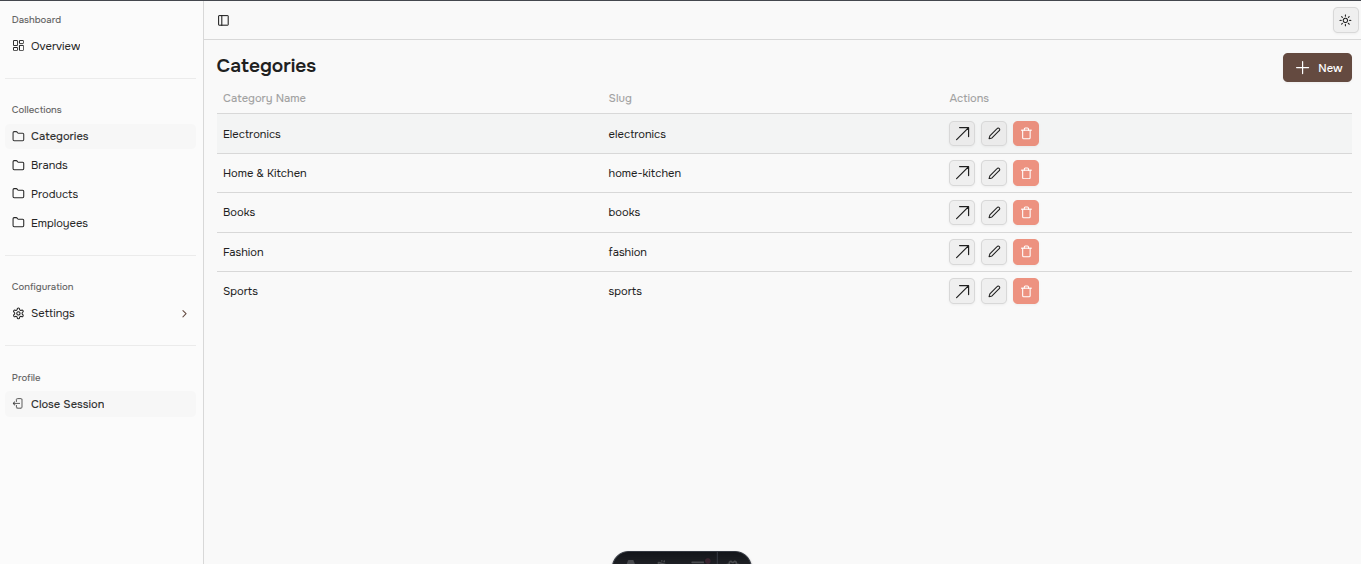 Dashboard
Overview
Collections
Categories
Brands
Products
Employees
Configuration
Settings
Profile
Close Session
Categories
New
Category Name Slug Actions
Electronics electronics
Home & Kitchen home-kitchen
Books books
Fashion fashion
Sports sports